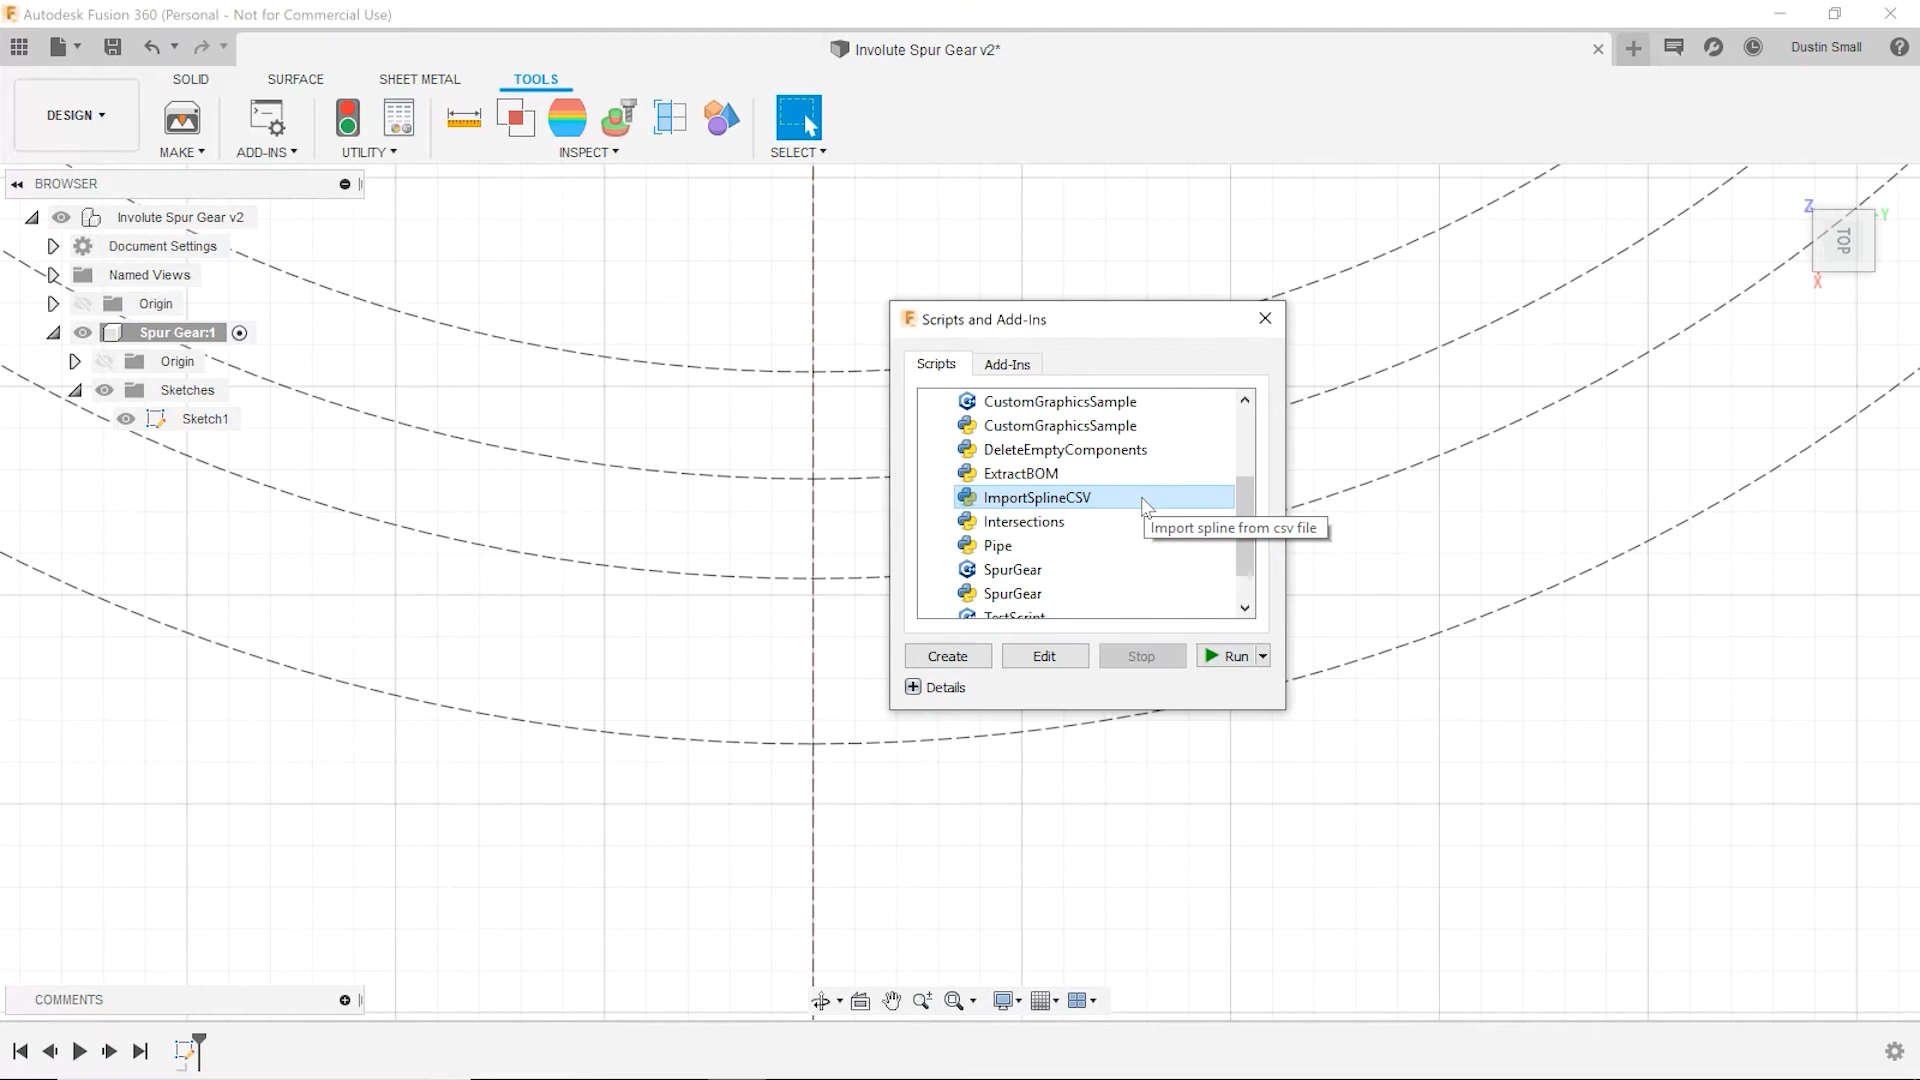 Autodesk Fusion 360 (Personal - Not for Commercial Use)
Involute Spur Gear v2*
Dustin Small
SOLID
SURFACE
SHEET METAL
TOOLS
DESIGN
MAKE
ADD-INS
UTILITY
INSPECT
SELECT
BROWSER
Involute Spur Gear v2
Document Settings
Named Views
Origin
Spur Gear:1
Origin
Sketches
Sketch1
Z
Y
TOP
X
Scripts and Add-Ins
Scripts
Add-Ins
CustomGraphicsSample
CustomGraphicsSample
DeleteEmptyComponents
ExtractBOM
ImportSplineCSV
Import spline from csv file
Intersections
Pipe
SpurGear
SpurGear
TestScript
Create
Edit
Stop
Run
Details
COMMENTS